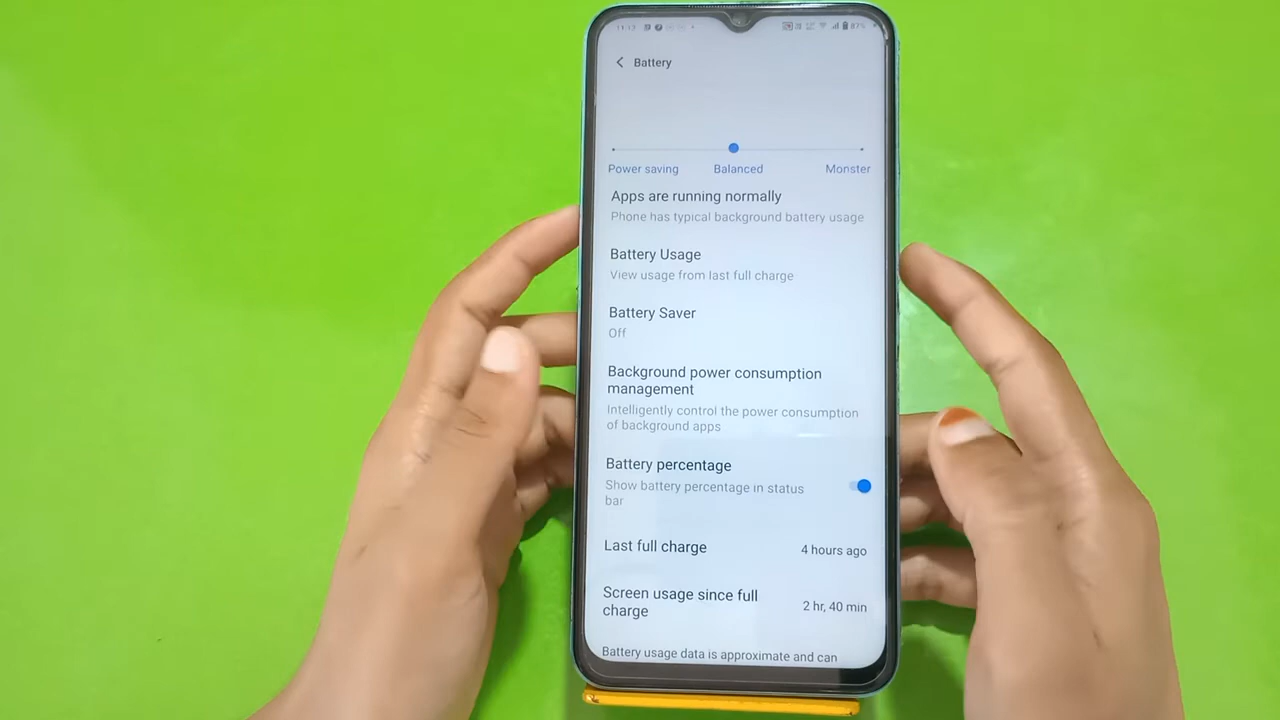 87%
Battery
Power saving Balanced Monster
Apps are running normally
Phone has typical background battery usage
Battery Usage
View usage from last full charge
Battery Saver
Off
Background power consumption
management
Intelligently control the power consumption
of background apps
Battery percentage
Show battery percentage in status
bar
Last full charge 4 hours ago
Screen usage since full
charge 2 hr, 40 min
Battery usage data is approximate and can